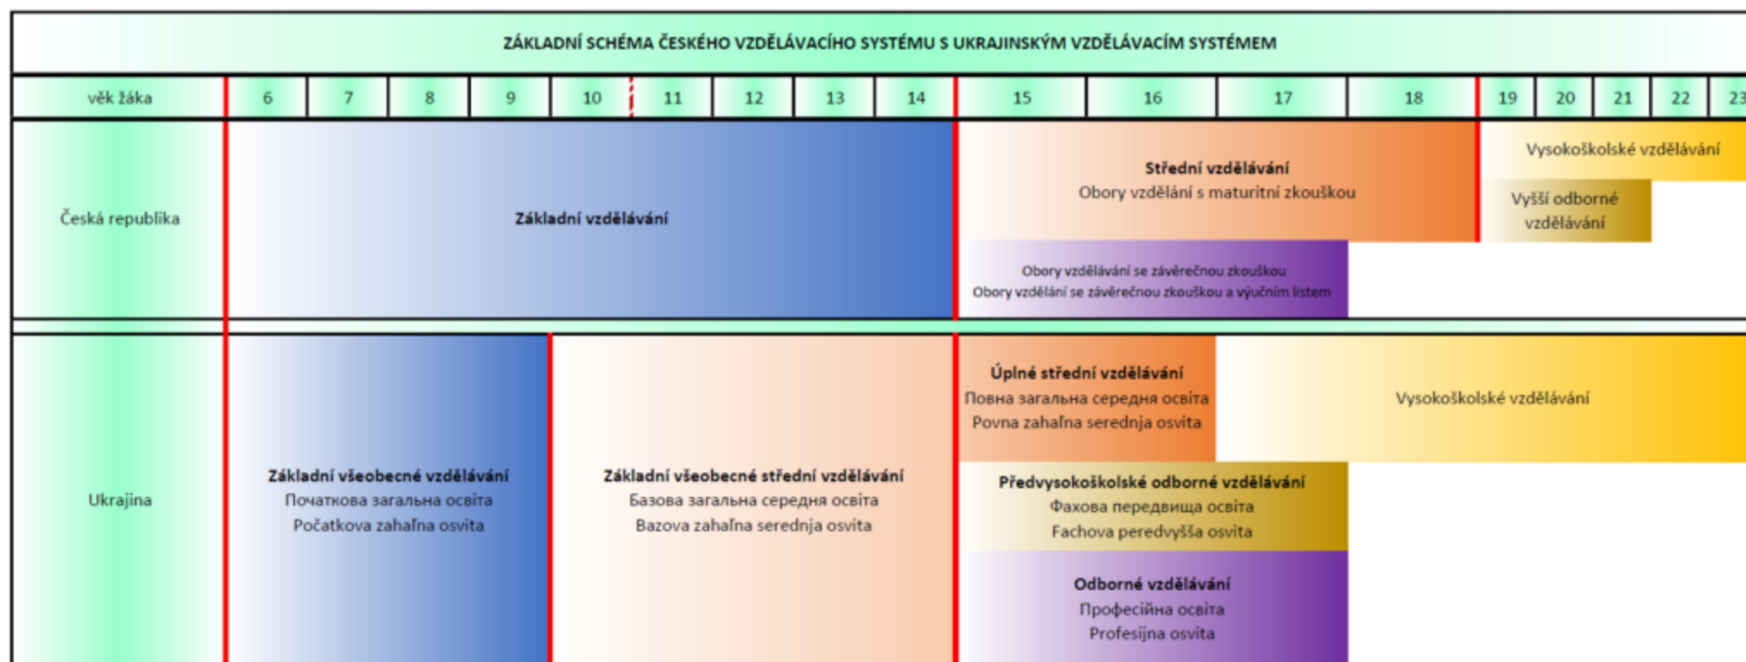 ZÁKLADNÍ SCHÉMA ČESKÉHO VZDĚLÁVACÍHO SYSTÉMU S UKRAJINSKÝM VZDĚLÁVACÍM SYSTÉMEM
věk žáka 6 7 8 9 10 11 12 13 14 15 16 17 18 19 20 21 22 23
Česká republika
Základní vzdělávání
Střední vzdělávání
Obory vzdělání s maturitní zkouškou
Obory vzdělávání se závěrečnou zkouškou
Obory vzdělání se závěrečnou zkouškou a výučním listem
Vysokoškolské vzdělávání
Vyšší odborné
vzdělávání
Ukrajina
Základní všeobecné vzdělávání
Початкова загальна освіта
Počatkova zahaľna osvita
Základní všeobecné střední vzdělávání
Базова загальна середня освіта
Bazova zahaľna serednja osvita
Úplné střední vzdělávání
Повна загальна середня освіта
Povna zahaľna serednja osvita
Vysokoškolské vzdělávání
Předvysokoškolské odborné vzdělávání
Фахова передвища освіта
Fachova peredvyšša osvita
Odborné vzdělávání
Професійна освіта
Profesijna osvita